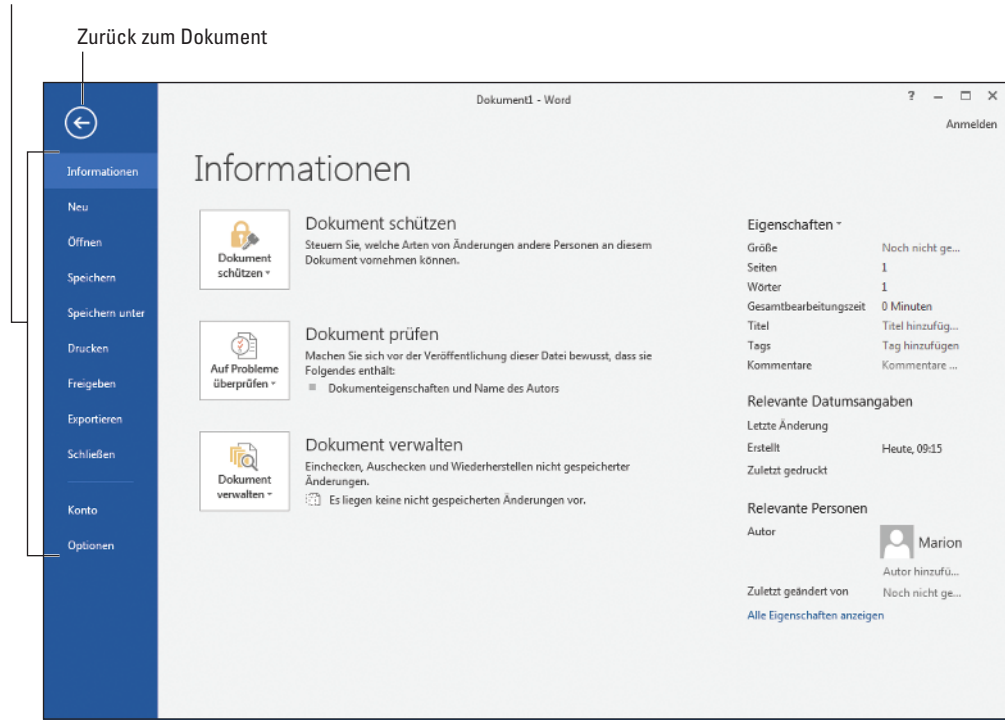 Zurück zum Dokument
Dokument1 - Word
? – □ ×
Anmelden
Informationen
Neu
Öffnen
Speichern
Speichern unter
Drucken
Freigeben
Exportieren
Schließen
Konto
Optionen
Informationen
Dokument schützen
Dokument schützen
Steuern Sie, welche Arten von Änderungen andere Personen an diesem
Dokument vornehmen können.
Auf Probleme überprüfen
Dokument prüfen
Machen Sie sich vor der Veröffentlichung dieser Datei bewusst, dass sie
Folgendes enthält:
Dokumenteigenschaften und Name des Autors
Dokument verwalten
Dokument verwalten
Einchecken, Auschecken und Wiederherstellen nicht gespeicherter
Änderungen.
Es liegen keine nicht gespeicherten Änderungen vor.
Eigenschaften
Größe Noch nicht ge...
Seiten 1
Wörter 1
Gesamtbearbeitungszeit 0 Minuten
Titel Titel hinzufüg...
Tags Tag hinzufügen
Kommentare Kommentare ...
Relevante Datumsangaben
Letzte Änderung
Erstellt Heute, 09:15
Zuletzt gedruckt
Relevante Personen
Autor Marion
Autor hinzufü...
Zuletzt geändert von Noch nicht ge...
Alle Eigenschaften anzeigen